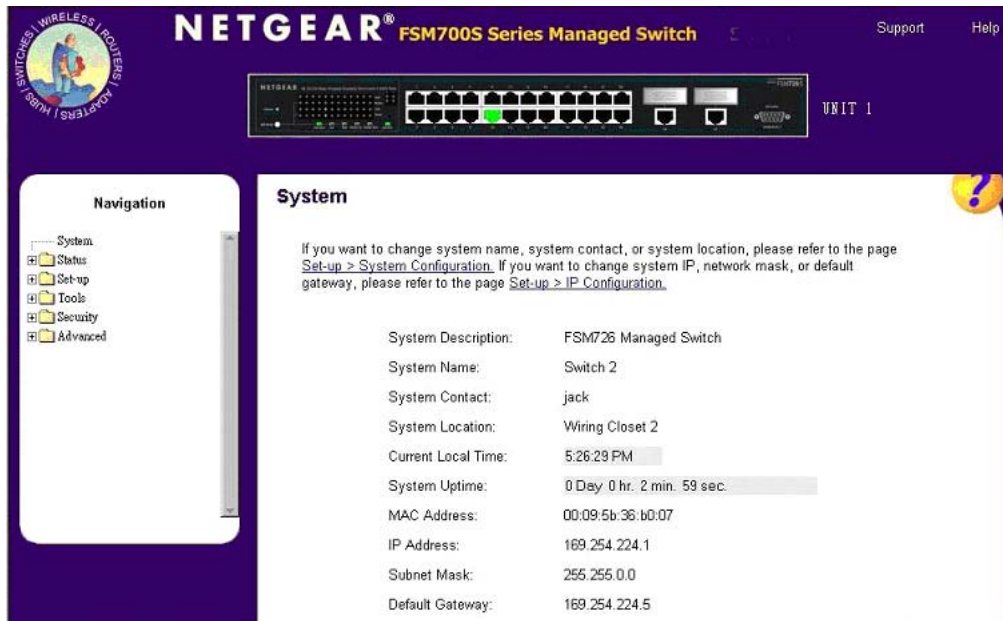 SWITCHES | WIRELESS | ROUTERS | ADAPTERS | HUBS
NETGEAR® FSM700S Series Managed Switch
Support
Help
NETGEAR
UNIT 1
Navigation
System
Status
Set-up
Tools
Security
Advanced
System
?
If you want to change system name, system contact, or system location, please refer to the page
Set-up > System Configuration. If you want to change system IP, network mask, or default
gateway, please refer to the page Set-up > IP Configuration.
System Description: FSM726 Managed Switch
System Name: Switch 2
System Contact: jack
System Location: Wiring Closet 2
Current Local Time: 5:26:29 PM
System Uptime: 0 Day 0 hr. 2 min. 59 sec.
MAC Address: 00:09:5b:36:b0:07
IP Address: 169.254.224.1
Subnet Mask: 255.255.0.0
Default Gateway: 169.254.224.5